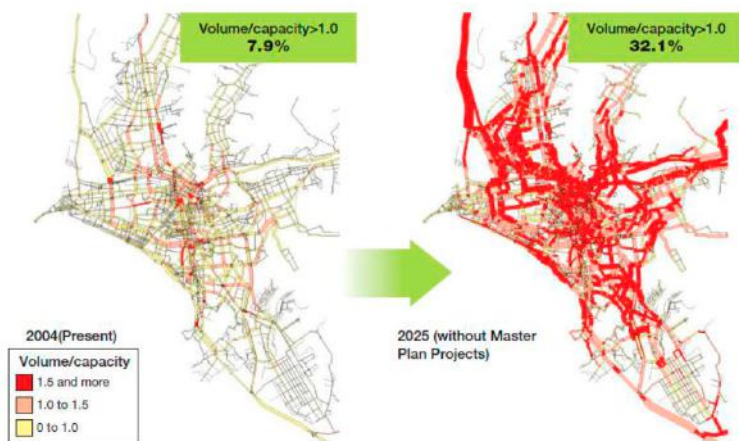 Volume/capacity>1.0
7.9%
Volume/capacity>1.0
32.1%
2004(Present)
Volume/capacity
1.5 and more
1.0 to 1.5
0 to 1.0
2025 (without Master
Plan Projects)